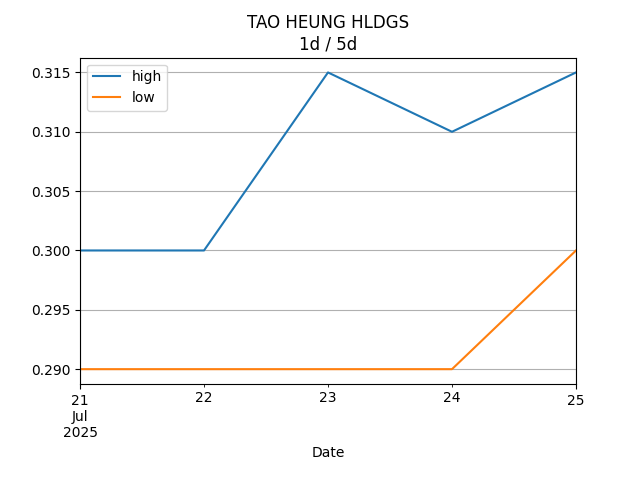 TAO HEUNG HLDGS
1d / 5d
high
low
0.315
0.310
0.305
0.300
0.295
0.290
21 22 23 24 25
Jul
2025
Date